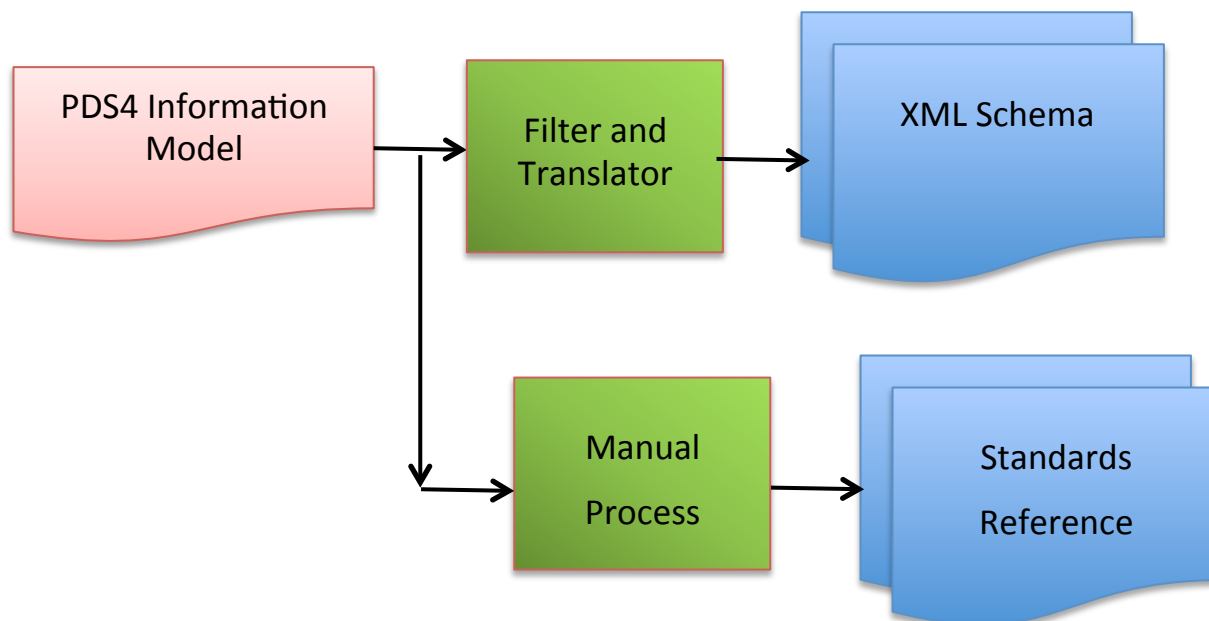 PDS4 Information
Model
Filter and
Translator
XML Schema
Manual
Process
Standards
Reference